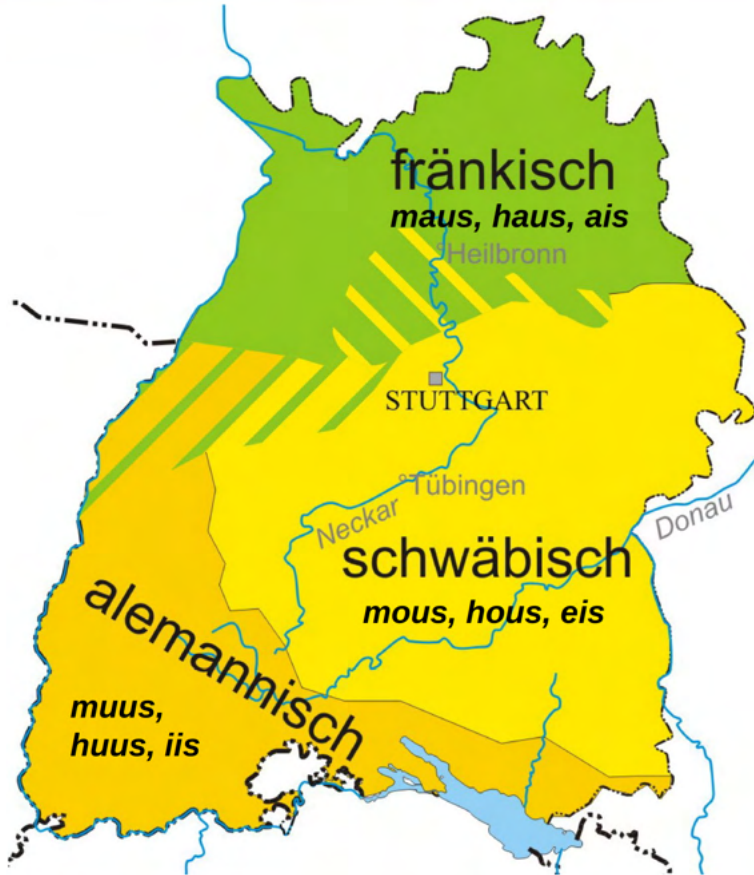 fränkisch
maus, haus, ais
Heilbronn
STUTTGART
Tübingen
Neckar
Donau
schwäbisch
mous, hous, eis
alemannisch
muus,
huus, iis